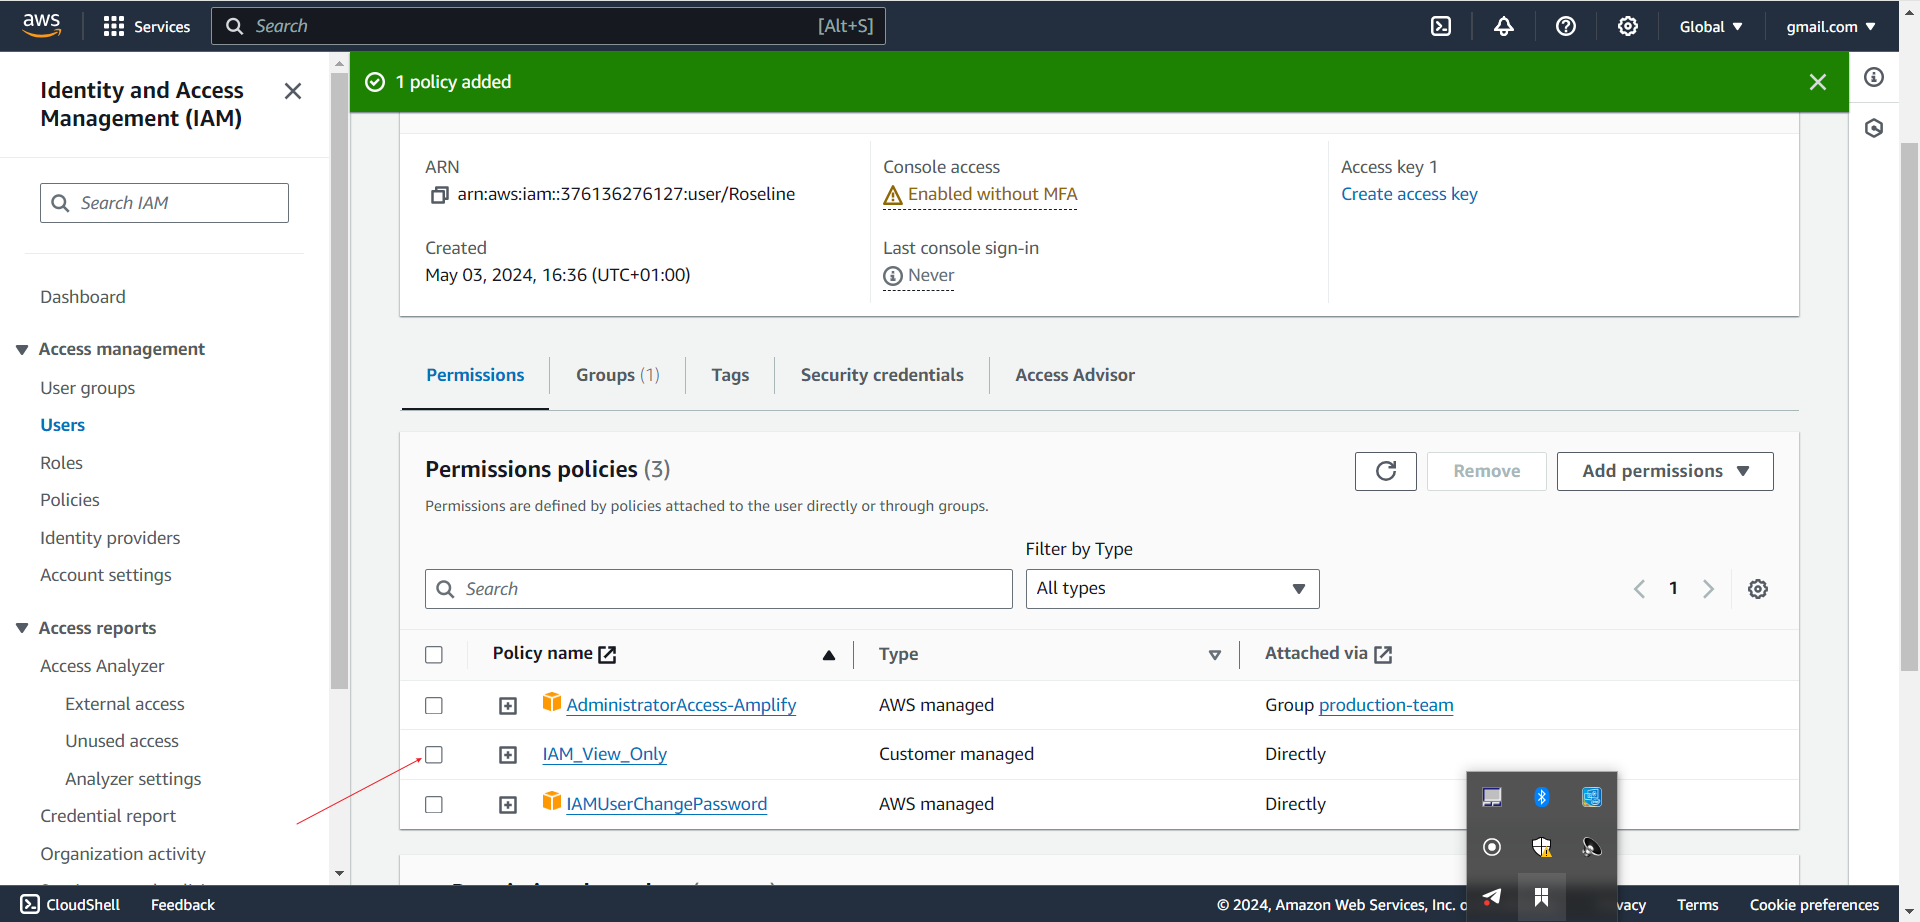 aws
Services
Search
[Alt+S]
Global
gmail.com
Identity and Access
Management (IAM)
1 policy added
Search IAM
Dashboard
Access management
User groups
Users
Roles
Policies
Identity providers
Account settings
Access reports
Access Analyzer
External access
Unused access
Analyzer settings
Credential report
Organization activity
ARN
arn:aws:iam::376136276127:user/Roseline
Created
May 03, 2024, 16:36 (UTC+01:00)
Console access
Enabled without MFA
Last console sign-in
Never
Access key 1
Create access key
Permissions
Groups (1)
Tags
Security credentials
Access Advisor
Permissions policies (3)
Permissions are defined by policies attached to the user directly or through groups.
Remove
Add permissions
Filter by Type
Search
All types
1
Policy name
Type
Attached via
AdministratorAccess-Amplify
AWS managed
Group production-team
IAM_View_Only
Customer managed
Directly
IAMUserChangePassword
AWS managed
Directly
CloudShell
Feedback
© 2024, Amazon Web Services, Inc.
Terms
Cookie preferences